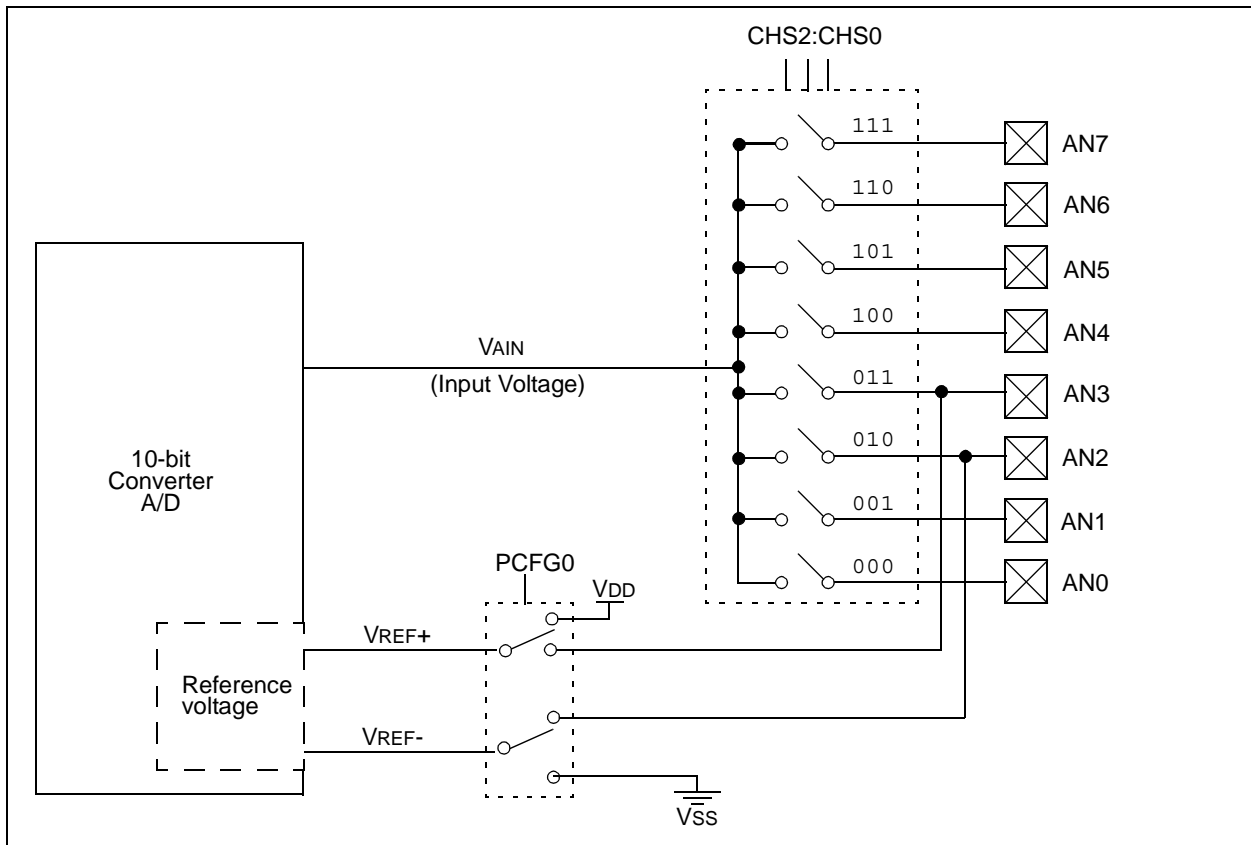 CHS2:CHS0
111
AN7
110
AN6
101
AN5
100
AN4
VAIN
(Input Voltage)
011
AN3
010
AN2
10-bit
Converter
A/D
001
AN1
000
AN0
PCFG0
VDD
VREF+
Reference
voltage
VREF-
VSS